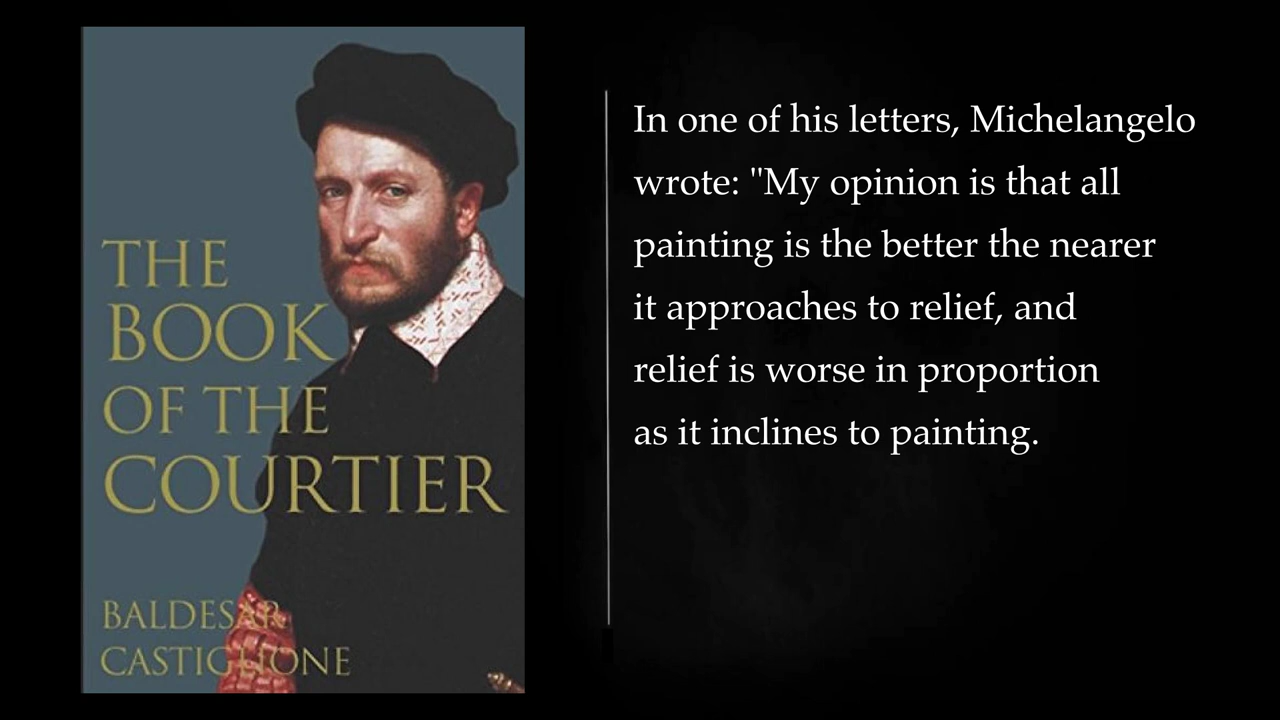 THE
BOOK
OF THE
COURTIER
BALDESAR
CASTIGLIONE
In one of his letters, Michelangelo
wrote: "My opinion is that all
painting is the better the nearer
it approaches to relief, and
relief is worse in proportion
as it inclines to painting.